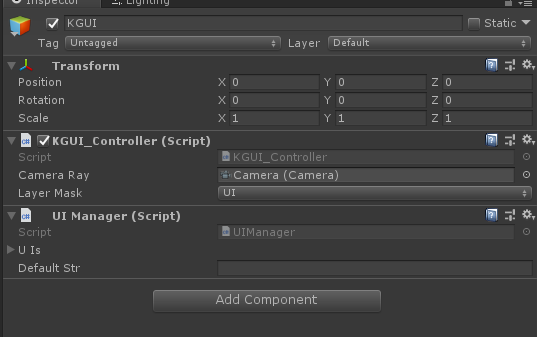 Inspector Lighting
KGUI Static
Tag Untagged Layer Default
Transform
Position X 0 Y 0 Z 0
Rotation X 0 Y 0 Z 0
Scale X 1 Y 1 Z 1
KGUI_Controller (Script)
Script KGUI_Controller
Camera Ray Camera (Camera)
Layer Mask UI
UI Manager (Script)
Script UIManager
U Is
Default Str
Add Component